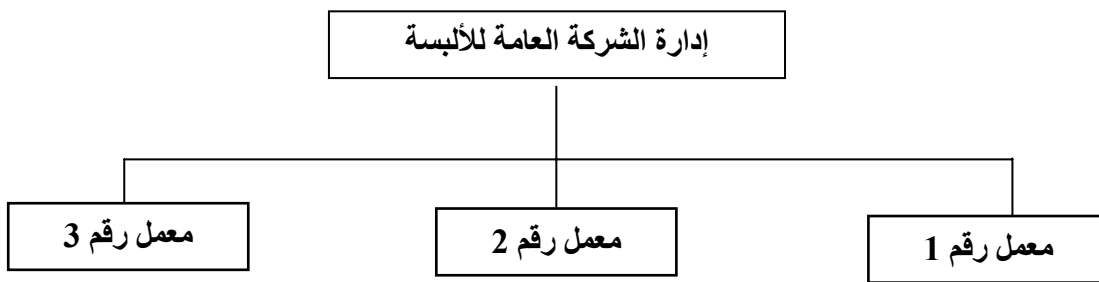 إدارة الشركة العامة للألبسة
معمل رقم 1
معمل رقم 2
معمل رقم 3